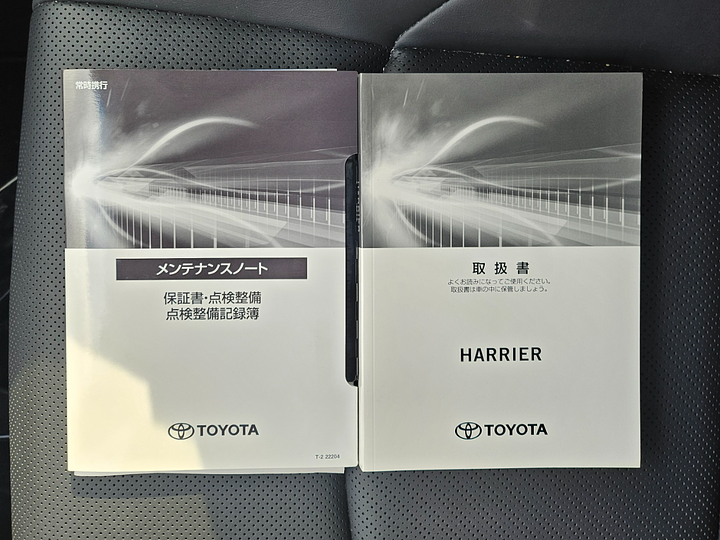 常時携行
メンテナンスノート
保証書・点検整備
点検整備記録簿
TOYOTA
T-2 22204
取扱書
よくお読みになってご使用ください。
取扱書は車の中に保管しましょう。
HARRIER
TOYOTA